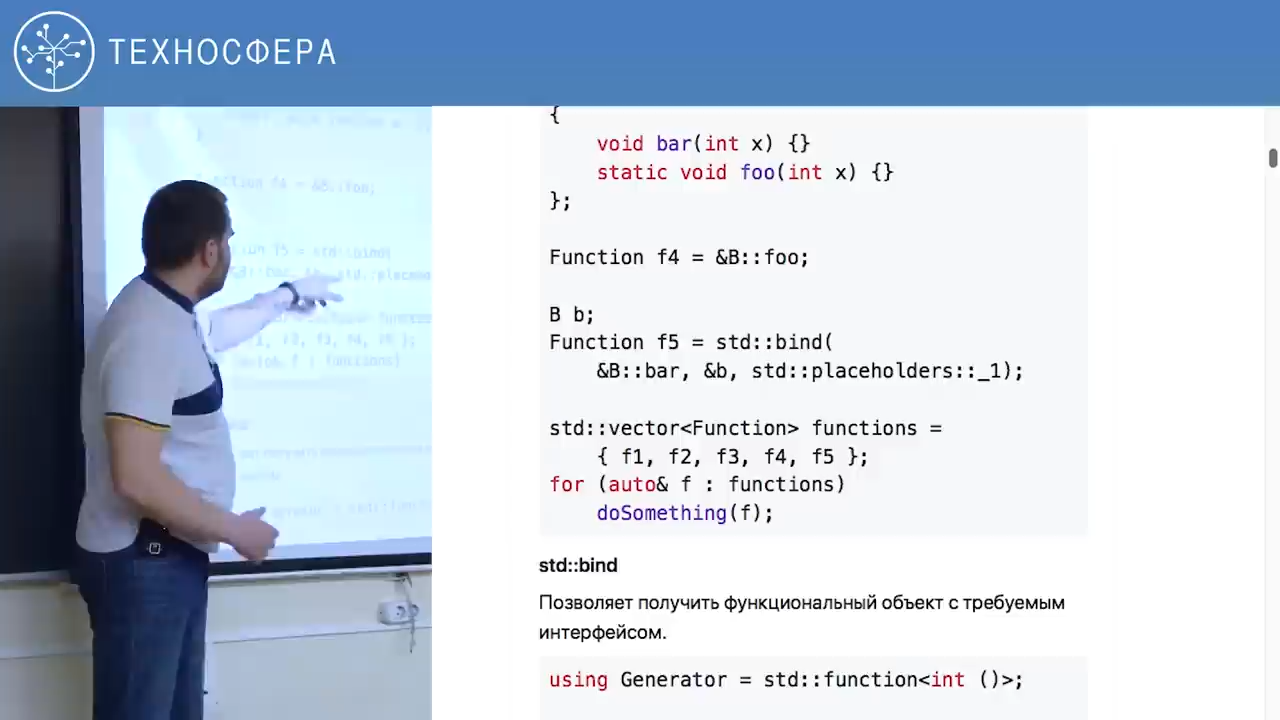 ТЕХНОСФЕРА
{
void bar(int x) {}
static void foo(int x) {}
};
Function f4 = &B::foo;
B b;
Function f5 = std::bind(
&B::bar, &b, std::placeholders::_1);
std::vector<Function> functions =
{ f1, f2, f3, f4, f5 };
for (auto& f : functions)
doSomething(f);
std::bind
Позволяет получить функциональный объект с требуемым
интерфейсом.
using Generator = std::function<int ()>;